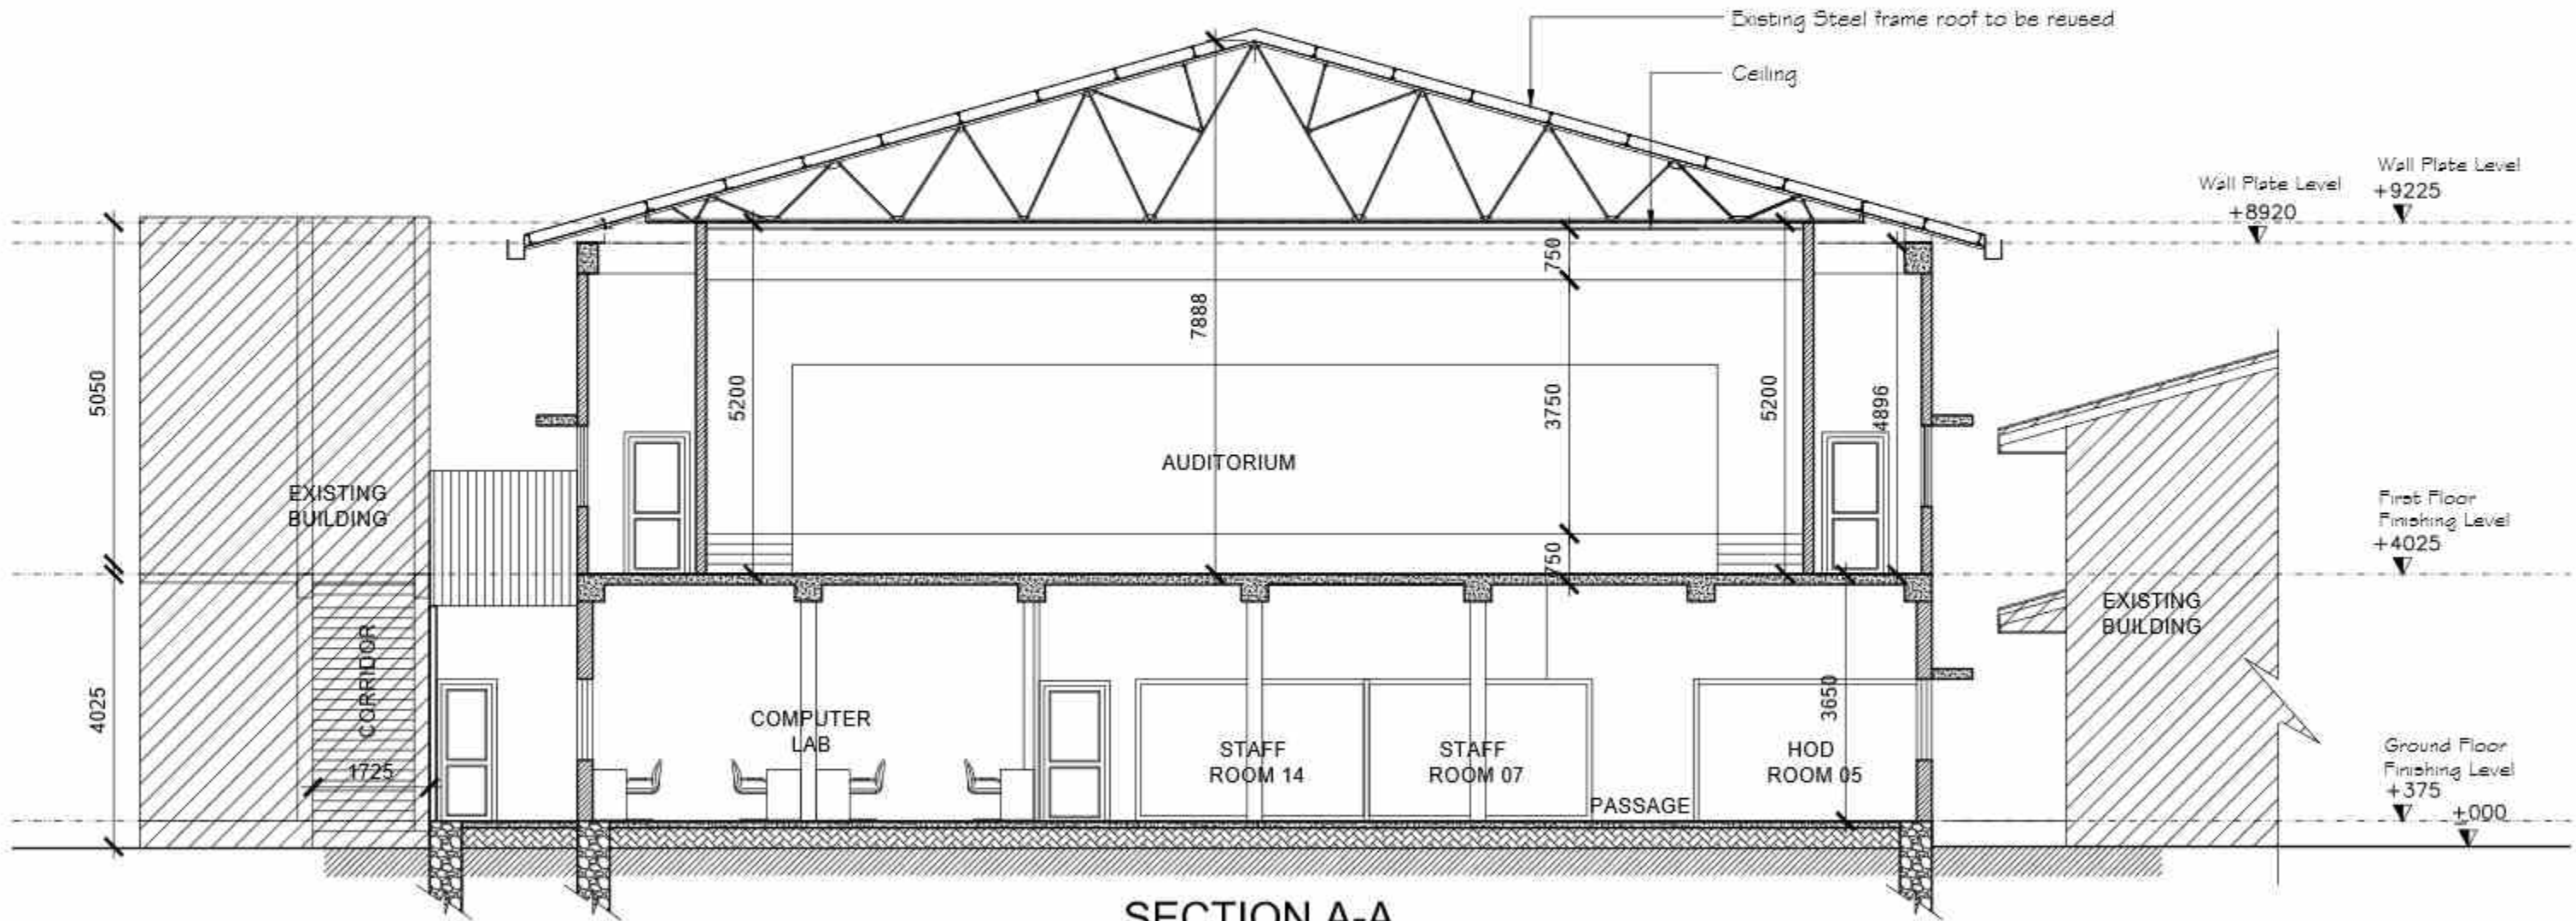 Existing Steel frame roof to be reused
Ceiling
Wall Plate Level
+9225
Wall Plate Level
+8920
750
7888
5050
5200
3750
5200
4896
AUDITORIUM
EXISTING
BUILDING
First Floor
Finishing Level
+4025
750
EXISTING
BUILDING
CORRIDOR
4025
3650
COMPUTER
LAB
STAFF
ROOM 14
STAFF
ROOM 07
HOD
ROOM 05
1725
PASSAGE
Ground Floor
Finishing Level
+375
+000
SECTION A-A